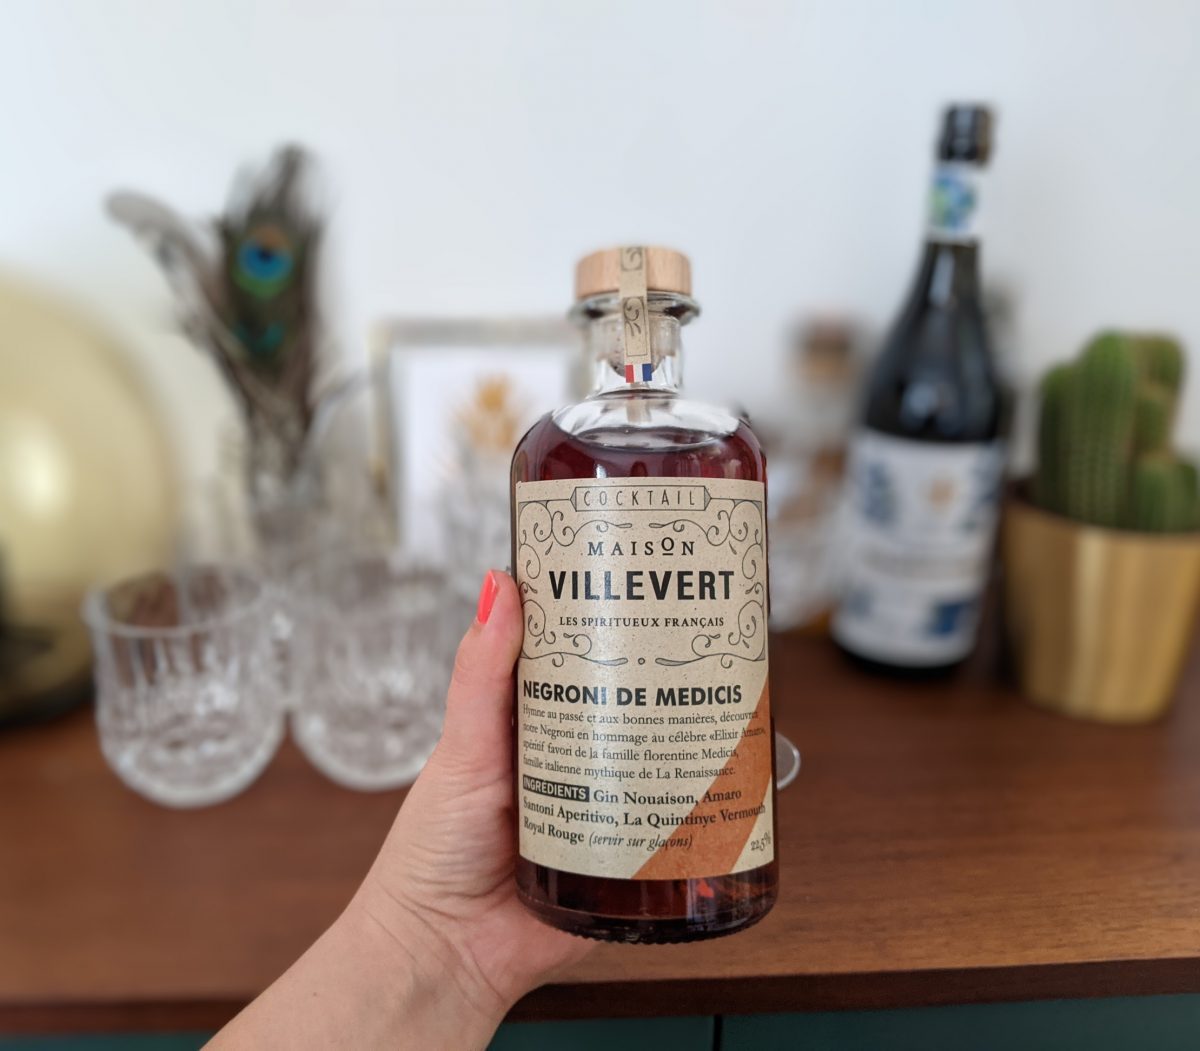 COCKTAIL
MAISON
VILLEVERT
LES SPIRITUEUX FRANÇAIS
NEGRONI DE MEDICIS
Hymne au passé et aux bonnes manières, découvrez
notre Negroni en hommage au célèbre «Elixir Amaro»,
apéritif favori de la famille florentine Medicis,
famille italienne mythique de La Renaissance.
INGREDIENTS Gin Nouaison, Amaro
Santoni Aperitivo, La Quintinye Vermouth
Royal Rouge (servir sur glaçons)
22,5%